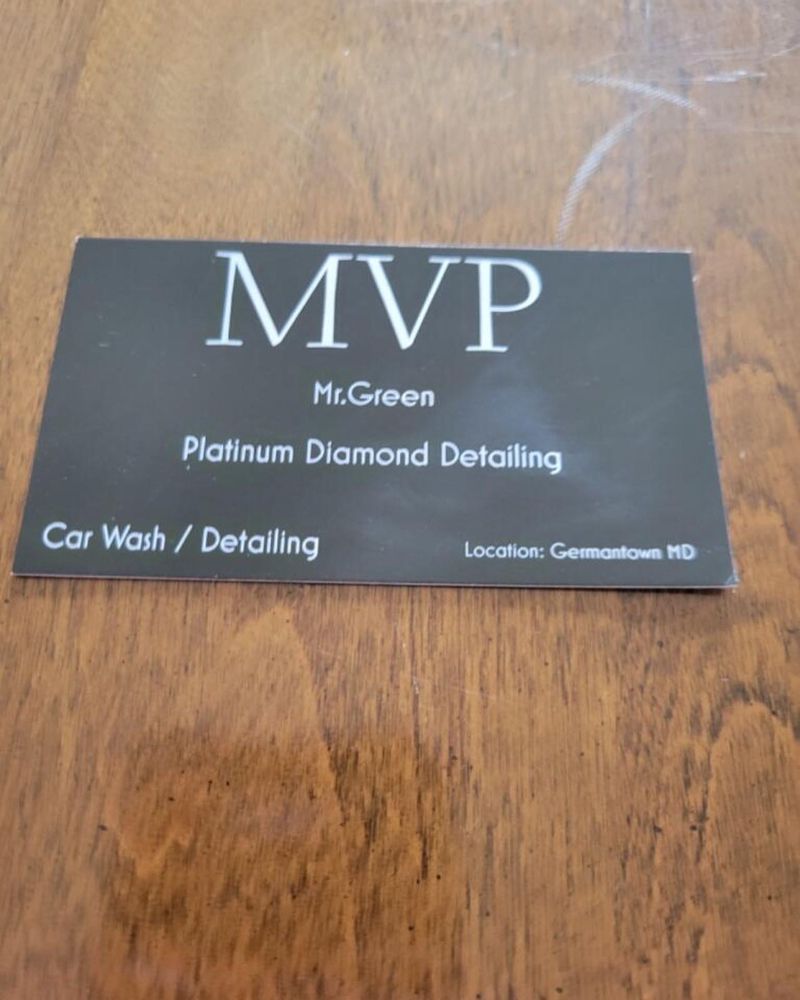 MVP
Mr.Green
Platinum Diamond Detailing
Car Wash / Detailing
Location: Germantown MD